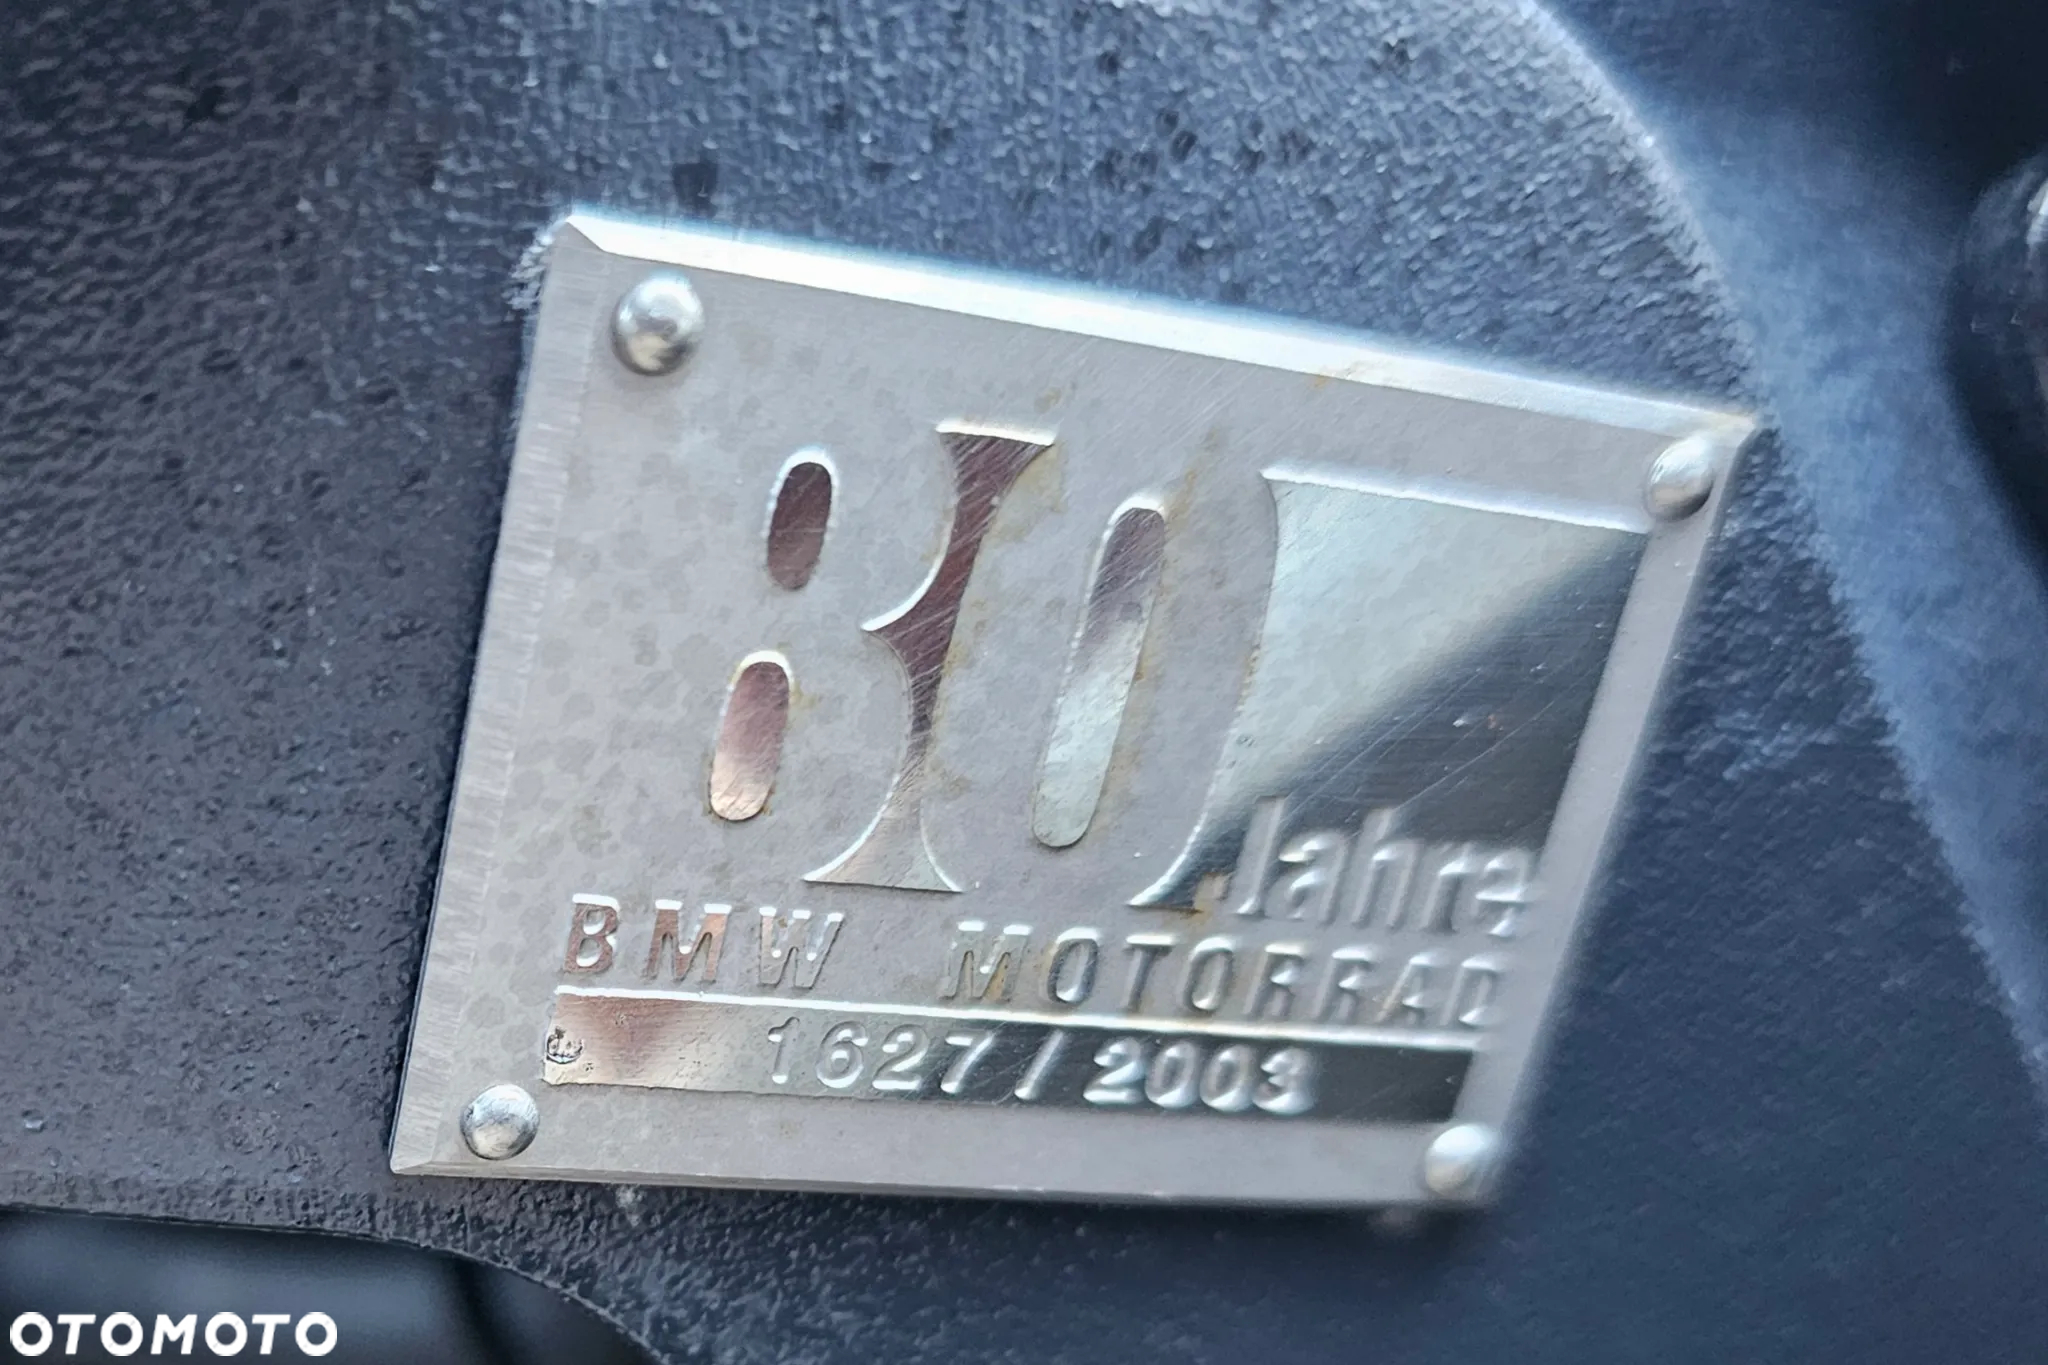 80
Jahre
BMW MOTORRAD
1627/2003
OTOMOTO